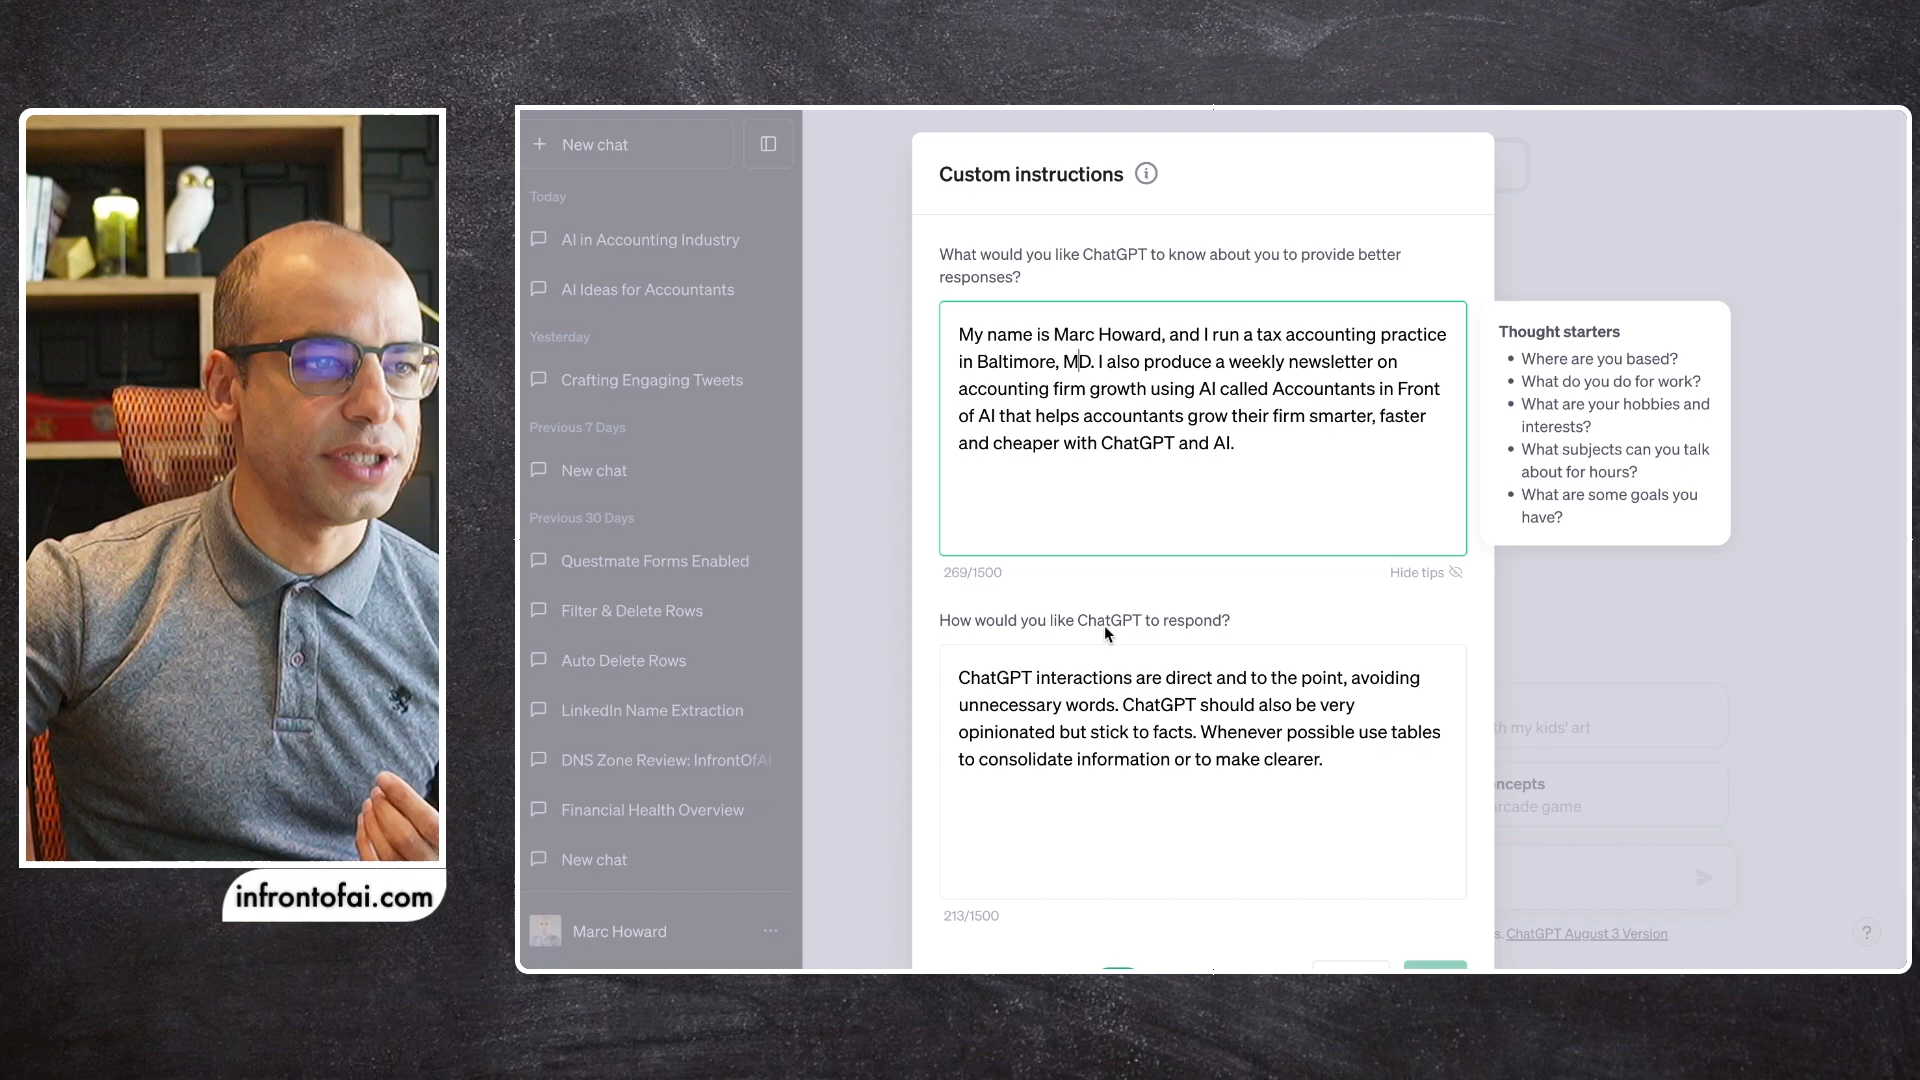 New chat
Today
AI in Accounting Industry
AI Ideas for Accountants
Yesterday
Crafting Engaging Tweets
Previous 7 Days
New chat
Previous 30 Days
Questmate Forms Enabled
Filter & Delete Rows
Auto Delete Rows
LinkedIn Name Extraction
DNS Zone Review: InfrontOfAI
Financial Health Overview
New chat
Marc Howard
infrontofai.com
Custom instructions
What would you like ChatGPT to know about you to provide better
responses?
My name is Marc Howard, and I run a tax accounting practice
in Baltimore, MD. I also produce a weekly newsletter on
accounting firm growth using AI called Accountants in Front
of AI that helps accountants grow their firm smarter, faster
and cheaper with ChatGPT and AI.
269/1500
Hide tips
Thought starters
• Where are you based?
• What do you do for work?
• What are your hobbies and
interests?
• What subjects can you talk
about for hours?
• What are some goals you
have?
How would you like ChatGPT to respond?
ChatGPT interactions are direct and to the point, avoiding
unnecessary words. ChatGPT should also be very
opinionated but stick to facts. Whenever possible use tables
to consolidate information or to make clearer.
213/1500
my kids' art
arcade game
ChatGPT August 3 Version
?